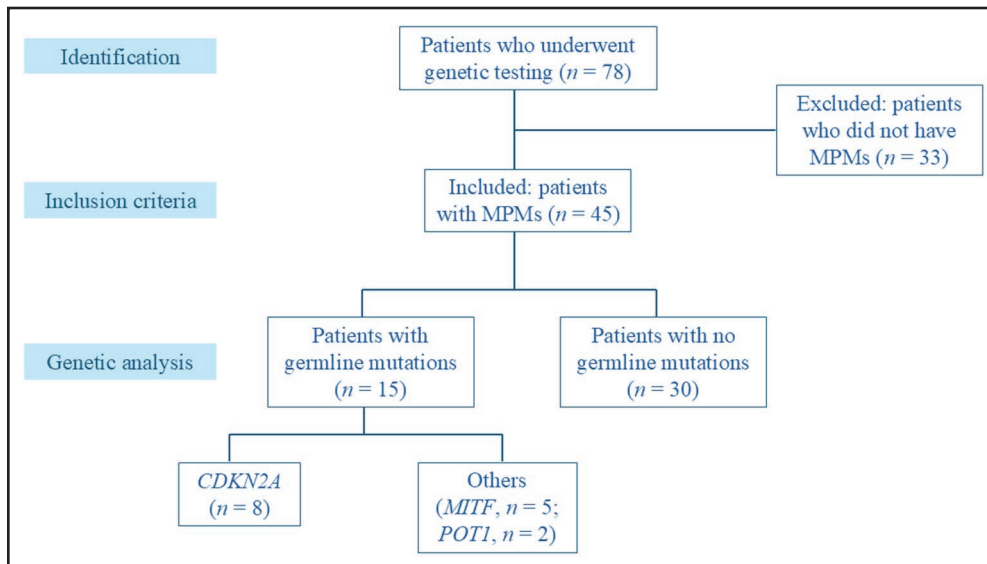 Identification
Patients who underwent
genetic testing (n = 78)
Excluded: patients
who did not have
MPMs (n = 33)
Inclusion criteria
Included: patients
with MPMs (n = 45)
Genetic analysis
Patients with
germline mutations
(n = 15)
Patients with no
germline mutations
(n = 30)
CDKN2A
(n = 8)
Others
(MITF, n = 5;
POT1, n = 2)